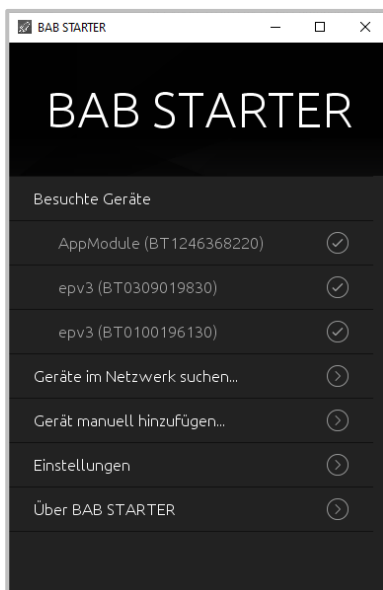 BAB STARTER
BAB STARTER
Besuchte Geräte
AppModule (BT1246368220)
epv3 (BT0309019830)
epv3 (BT0100196130)
Geräte im Netzwerk suchen...
Gerät manuell hinzufügen...
Einstellungen
Über BAB STARTER